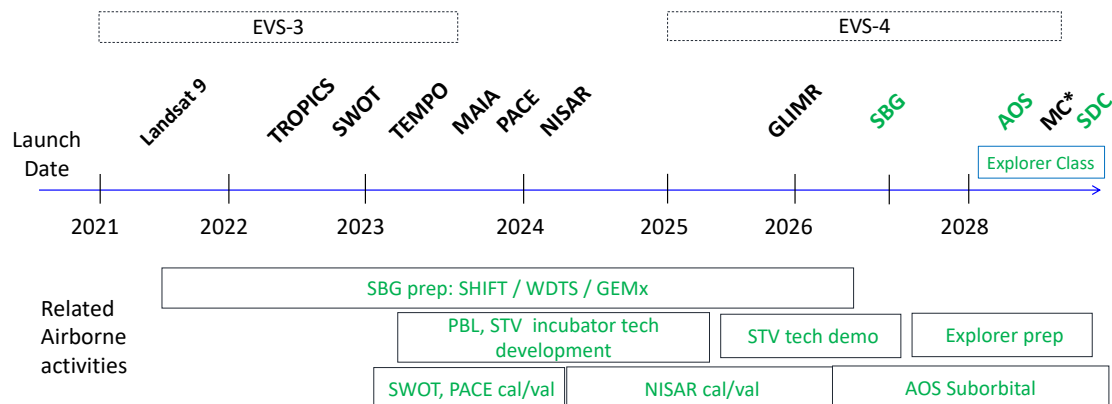 EVS-3
EVS-4
Landsat 9
TROPICS
SWOT
TEMPO
MAIA
PACE
NISAR
GLIMR
SBG
AOS
MC*
SDC
Launch
Date
Explorer Class
2021
2022
2023
2024
2025
2026
2028
SBG prep: SHIFT / WDTS / GEMx
Related
Airborne
activities
PBL, STV incubator tech
development
STV tech demo
Explorer prep
SWOT, PACE cal/val
NISAR cal/val
AOS Suborbital